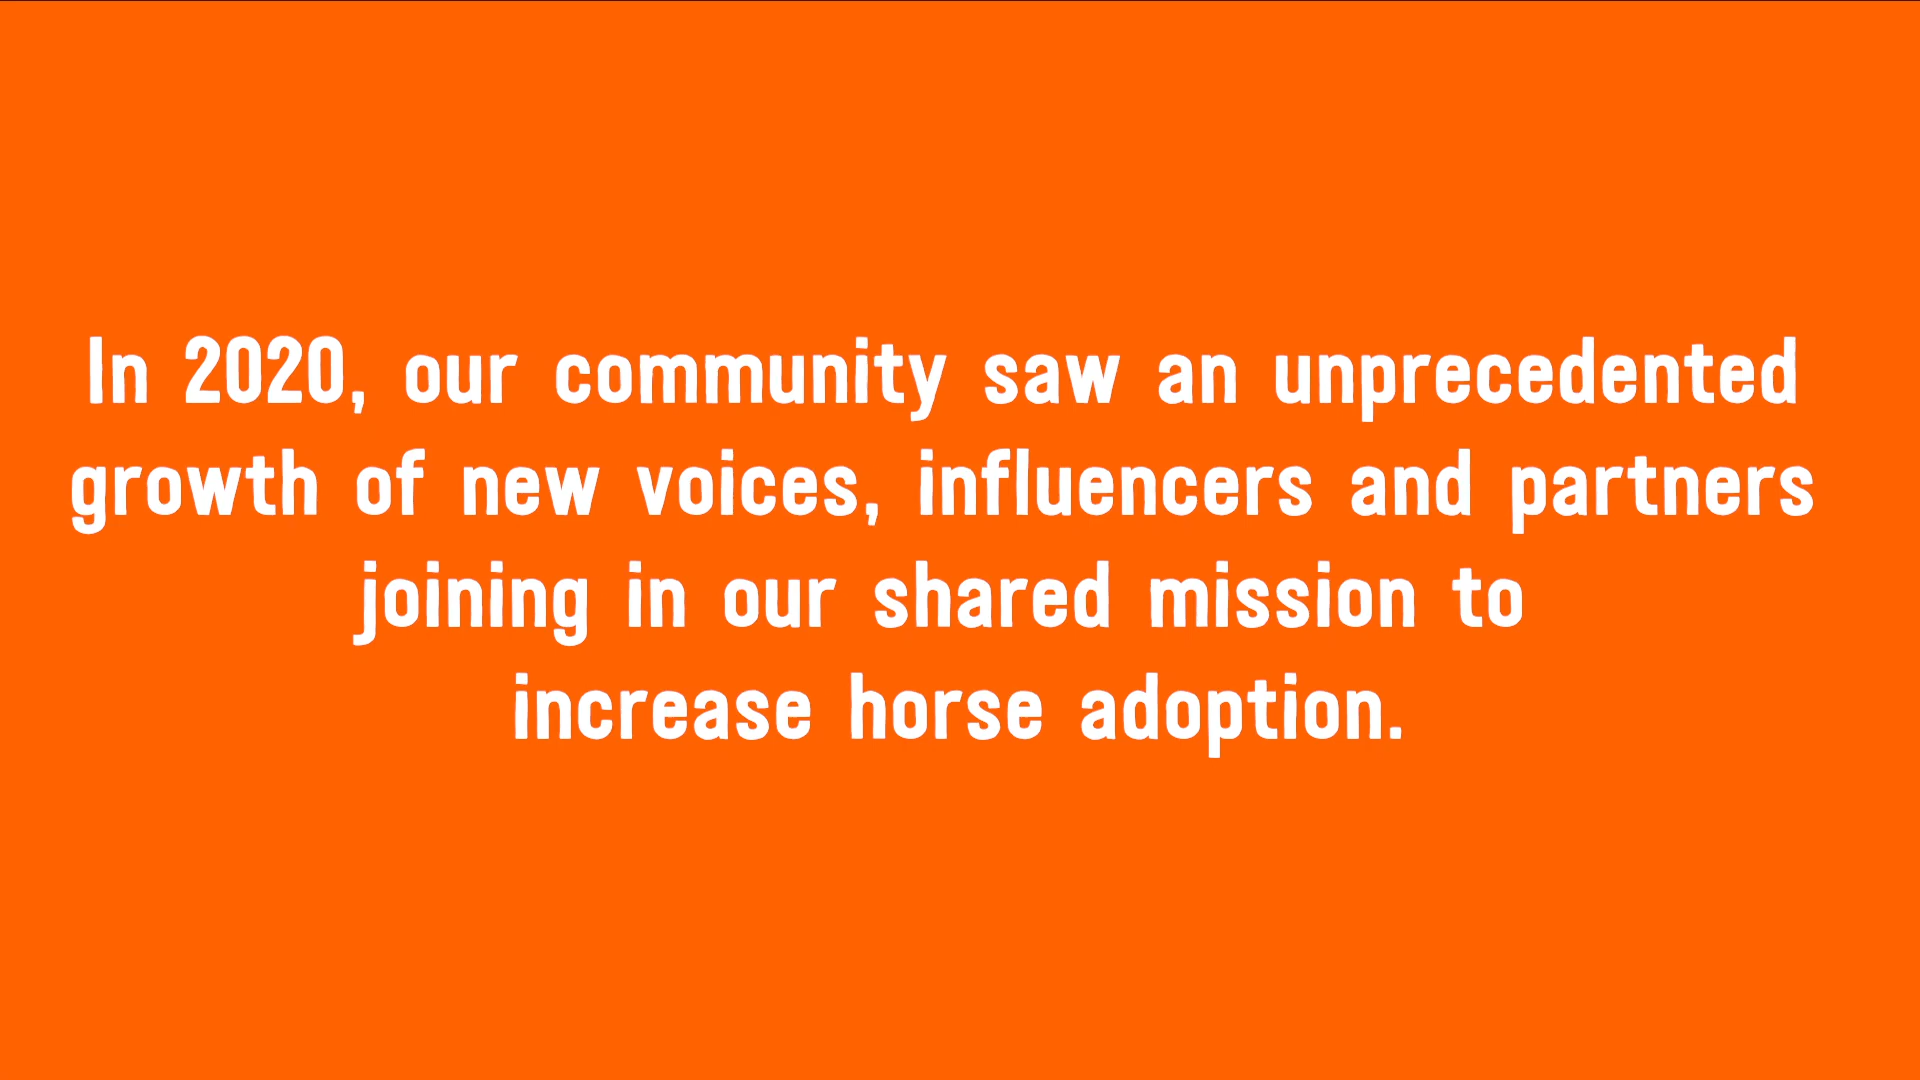 In 2020, our community saw an unprecedented
growth of new voices, influencers and partners
joining in our shared mission to
increase horse adoption.